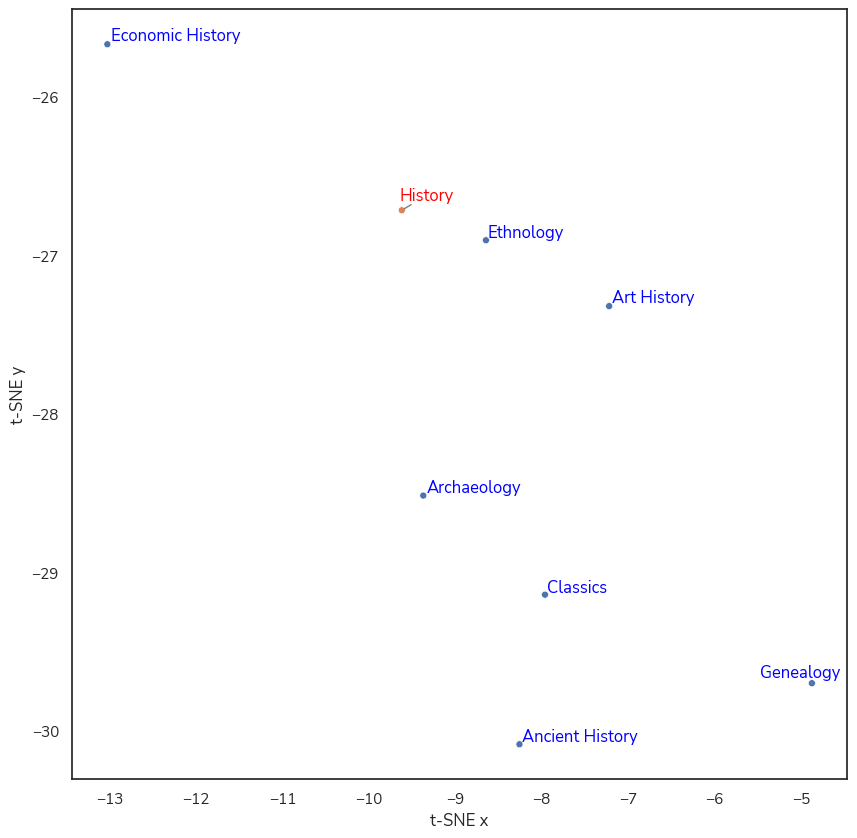 Economic History
−26
History
Ethnology
−27
Art History
t-SNE y
−28
Archaeology
−29
Classics
Genealogy
−30
Ancient History
−13 −12 −11 −10 −9 −8 −7 −6 −5
t-SNE x